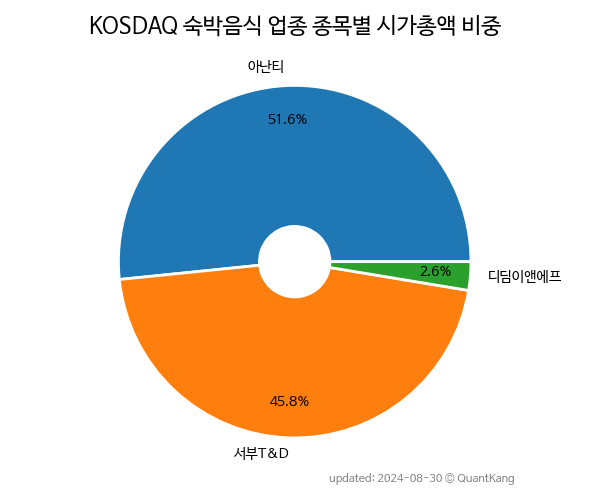 KOSDAQ 숙박음식 업종 종목별 시가총액 비중
아난티
51.6%
2.6%
디딤이앤에프
45.8%
서부T&D
updated: 2024-08-30 © QuantKang